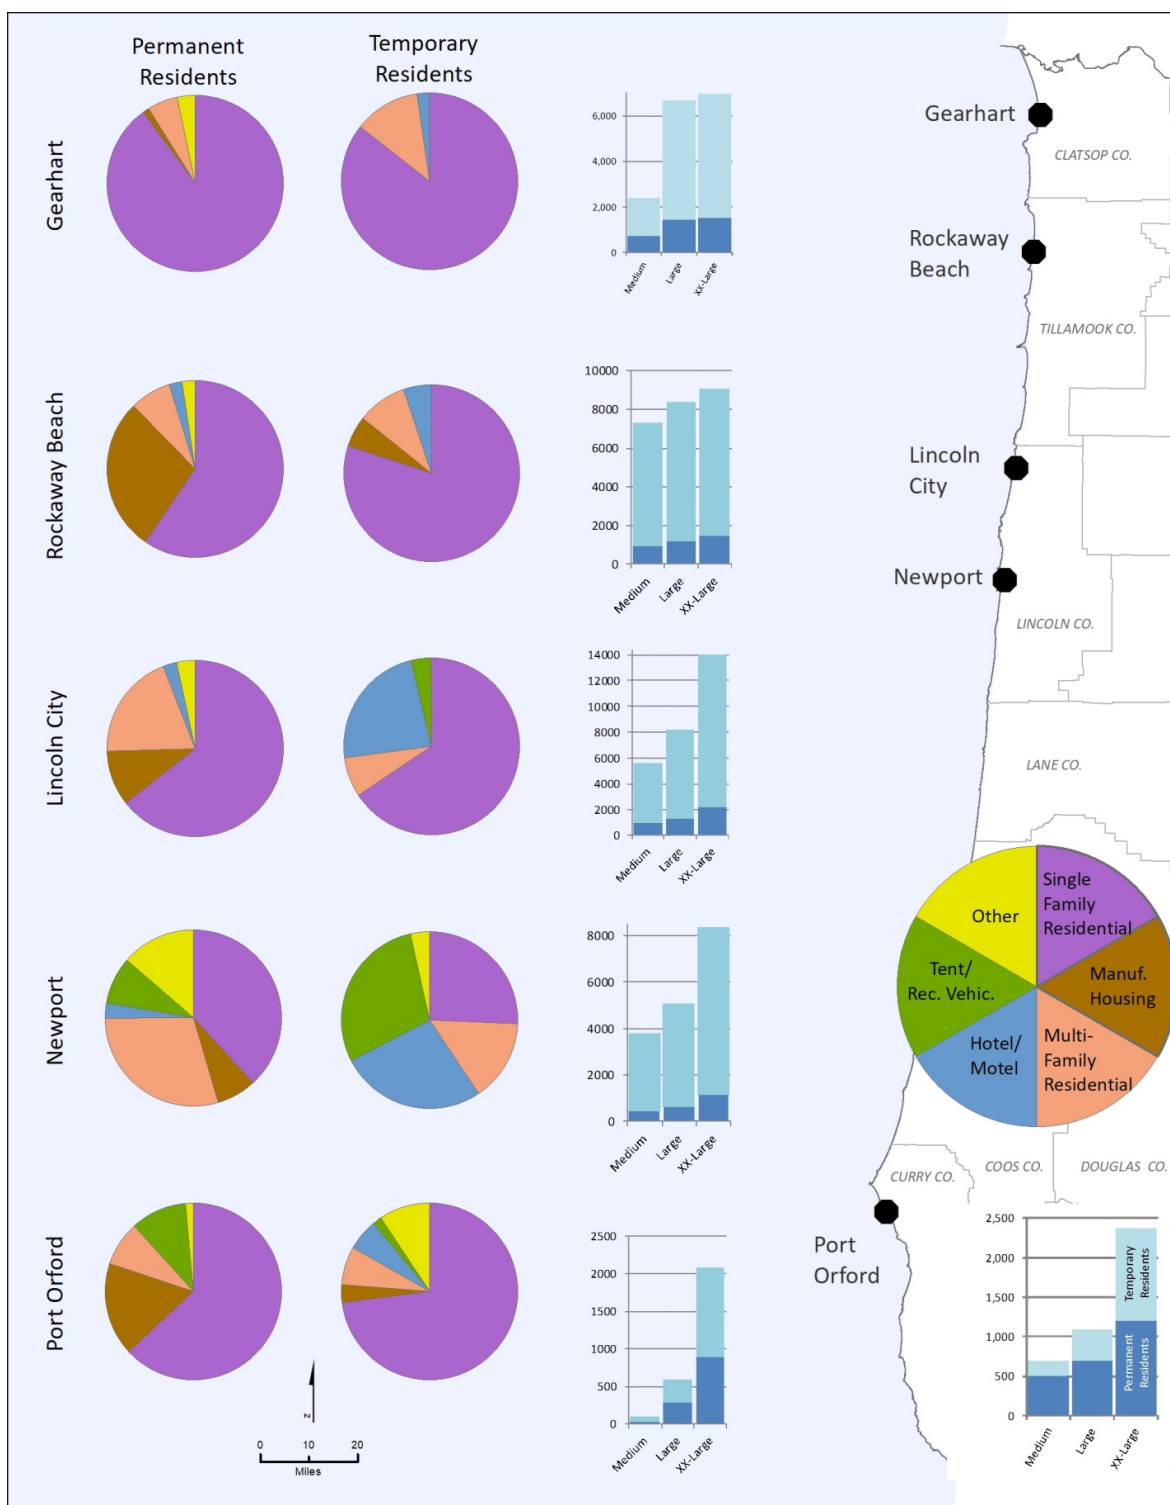 Permanent
Residents
Temporary
Residents
Gearhart
6,000
4,000
2,000
0
Medium
Large
XX-Large
Rockaway Beach
10000
8000
6000
4000
2000
0
Medium
Large
XX-Large
Lincoln City
14000
12000
10000
8000
6000
4000
2000
0
Medium
Large
XX-Large
Newport
8000
6000
4000
2000
0
Medium
Large
XX-Large
Port Orford
2500
2000
1500
1000
500
0
Medium
Large
XX-Large
z
0 10 20
Miles
Gearhart
CLATSOP CO.
Rockaway
Beach
TILLAMOOK CO.
Lincoln
City
Newport
LINCOLN CO.
LANE CO.
Other
Single
Family
Residential
Tent/
Rec. Vehic.
Manuf.
Housing
Hotel/
Motel
Multi-
Family
Residential
CURRY CO.
COOS CO.
DOUGLAS CO.
Port
Orford
2,500
2,000
1,500
1,000
500
0
Temporary
Residents
Permanent
Residents
Medium
Large
XX-Large